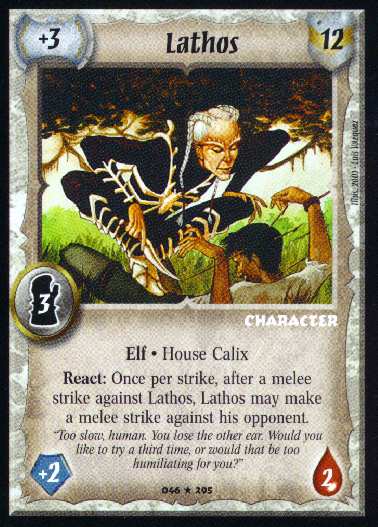 +3
Lathos
12
3
CHARACTER
Elf • House Calix
React: Once per strike, after a melee
strike against Lathos, Lathos may make
a melee strike against his opponent.
"Too slow, human. You lose the other ear. Would you
like to try a third time, or would that be too
humiliating for you?"
+2
046 ★ 205
2